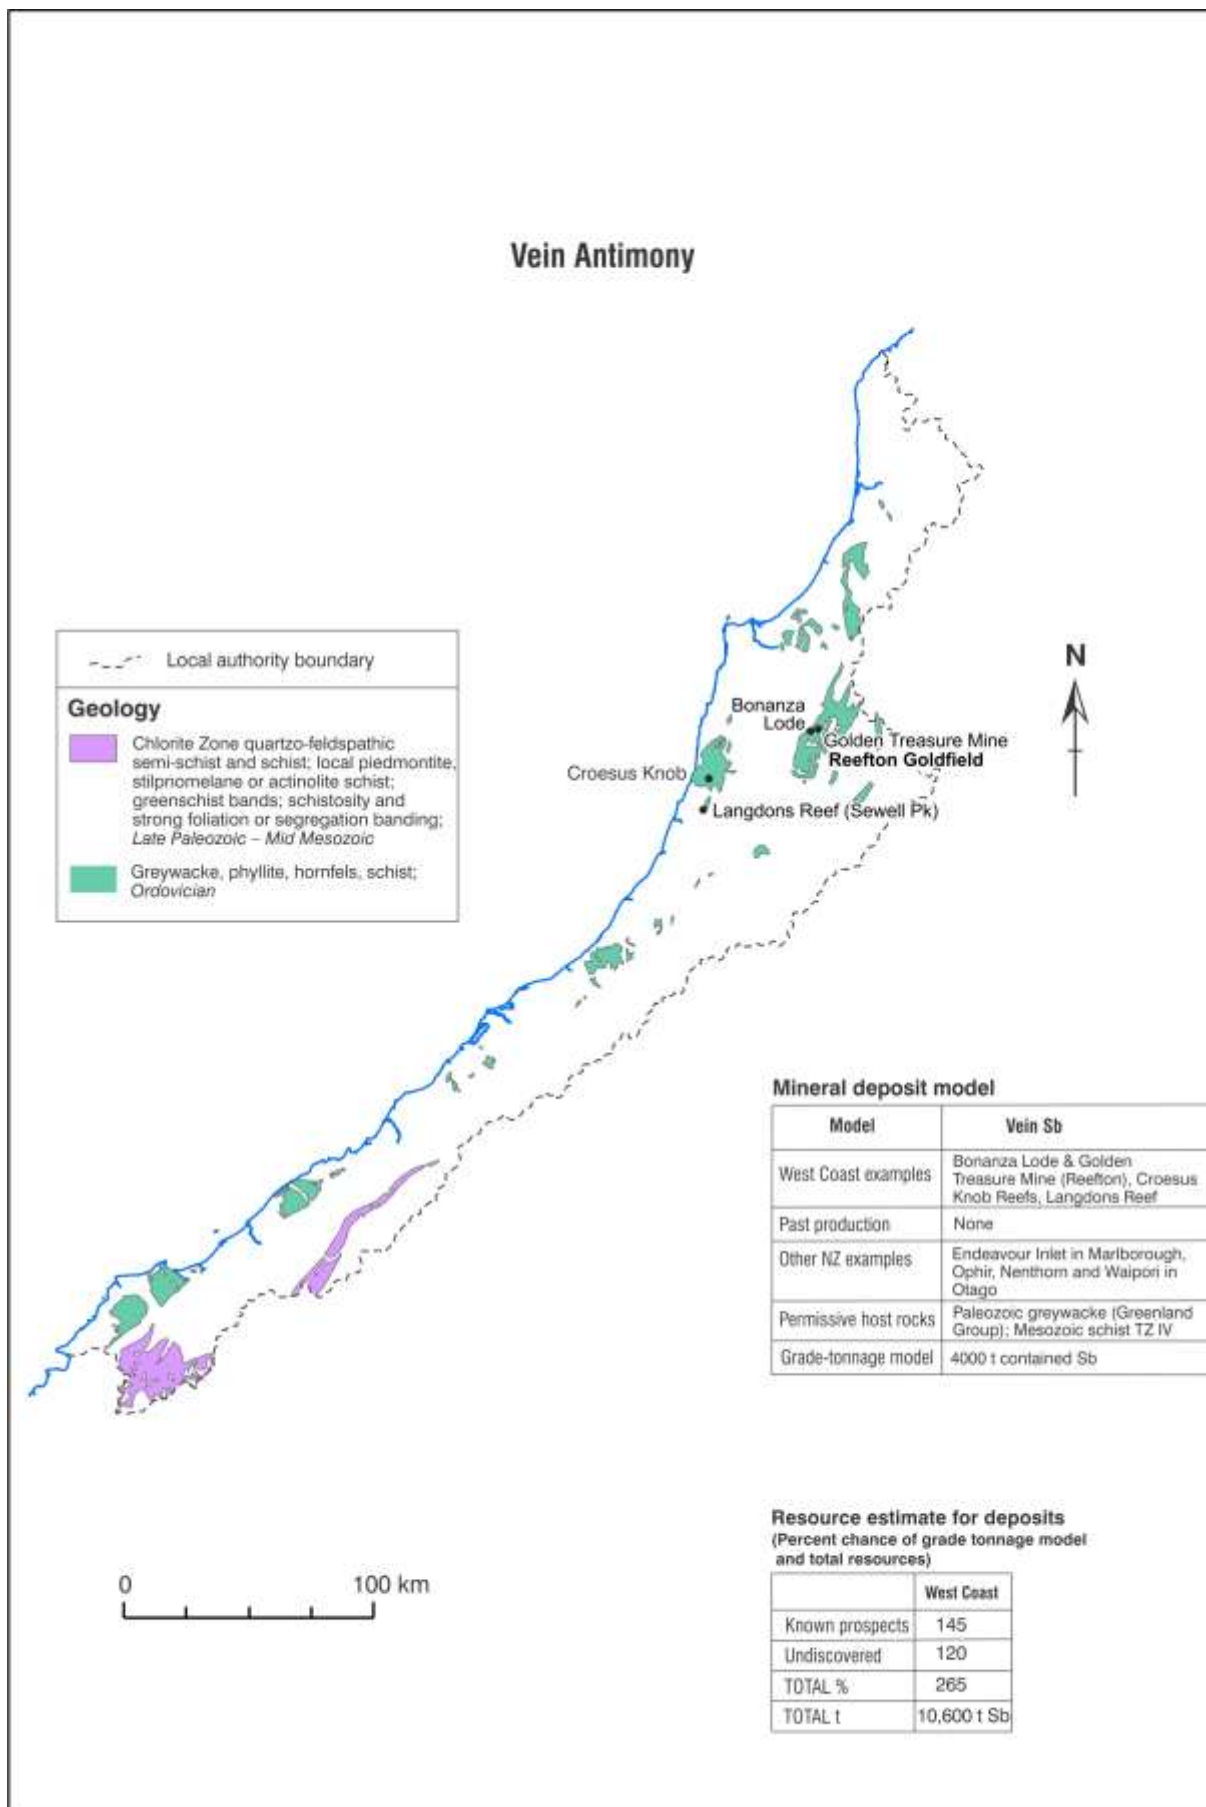 Vein Antimony
Local authority boundary
Geology
Chlorite Zone quartzo-feldspathic
semi-schist and schist; local piedmontite,
stilpnomelane or actinolite schist;
greenschist bands; schistosity and
strong foliation or segregation banding;
Late Paleozoic – Mid Mesozoic
Greywacke, phyllite, hornfels, schist;
Ordovician
N
Bonanza
Lode
Golden Treasure Mine
Reefton Goldfield
Croesus Knob
Langdons Reef (Sewell Pk)
Mineral deposit model
Model Vein Sb
West Coast examples Bonanza Lode & Golden
Treasure Mine (Reefton), Croesus
Knob Reefs, Langdons Reef
Past production None
Other NZ examples Endeavour Inlet in Marlborough,
Ophir, Nenthorn and Waipori in
Otago
Permissive host rocks Paleozoic greywacke (Greenland
Group); Mesozoic schist TZ IV
Grade-tonnage model 4000 t contained Sb
Resource estimate for deposits
(Percent chance of grade tonnage model
and total resources)
West Coast
Known prospects 145
Undiscovered 120
TOTAL % 265
TOTAL t 10,600 t Sb
0 100 km